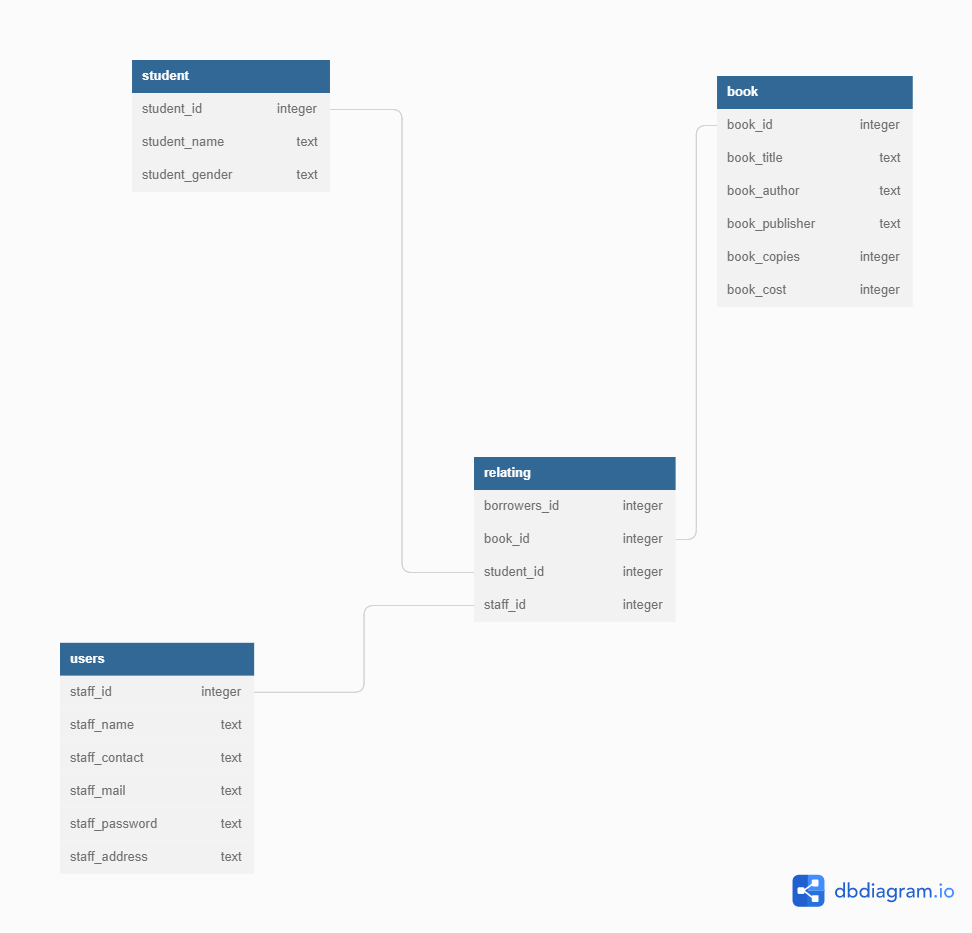 student
student_id integer
student_name text
student_gender text
book
book_id integer
book_title text
book_author text
book_publisher text
book_copies integer
book_cost integer
relating
borrowers_id integer
book_id integer
student_id integer
staff_id integer
users
staff_id integer
staff_name text
staff_contact text
staff_mail text
staff_password text
staff_address text
dbdiagram.io